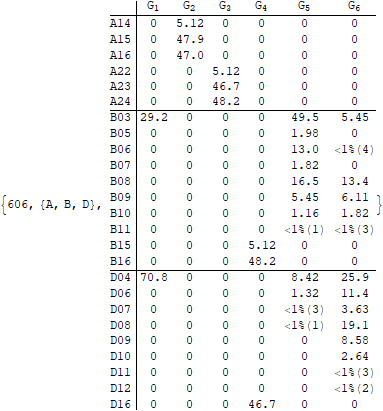 G1 G2 G3 G4 G5 G6
A14 0 5.12 0 0 0 0
A15 0 47.9 0 0 0 0
A16 0 47.0 0 0 0 0
A22 0 0 5.12 0 0 0
A23 0 0 46.7 0 0 0
A24 0 0 48.2 0 0 0
B03 29.2 0 0 0 49.5 5.45
B05 0 0 0 0 1.98 0
B06 0 0 0 0 13.0 <1%(4)
B07 0 0 0 0 1.82 0
B08 0 0 0 0 16.5 13.4
{606, {A, B, D}, B09 0 0 0 0 5.45 6.11 }
B10 0 0 0 0 1.16 1.82
B11 0 0 0 0 <1%(1) <1%(3)
B15 0 0 0 5.12 0 0
B16 0 0 0 48.2 0 0
D04 70.8 0 0 0 8.42 25.9
D06 0 0 0 0 1.32 11.4
D07 0 0 0 0 <1%(3) 3.63
D08 0 0 0 0 <1%(1) 19.1
D09 0 0 0 0 0 8.58
D10 0 0 0 0 0 2.64
D11 0 0 0 0 0 <1%(3)
D12 0 0 0 0 0 <1%(2)
D16 0 0 0 46.7 0 0